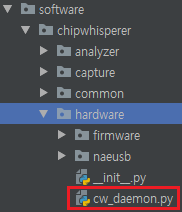 software
chipwhisperer
analyzer
capture
common
hardware
firmware
naeusb
__init__.py
cw_daemon.py